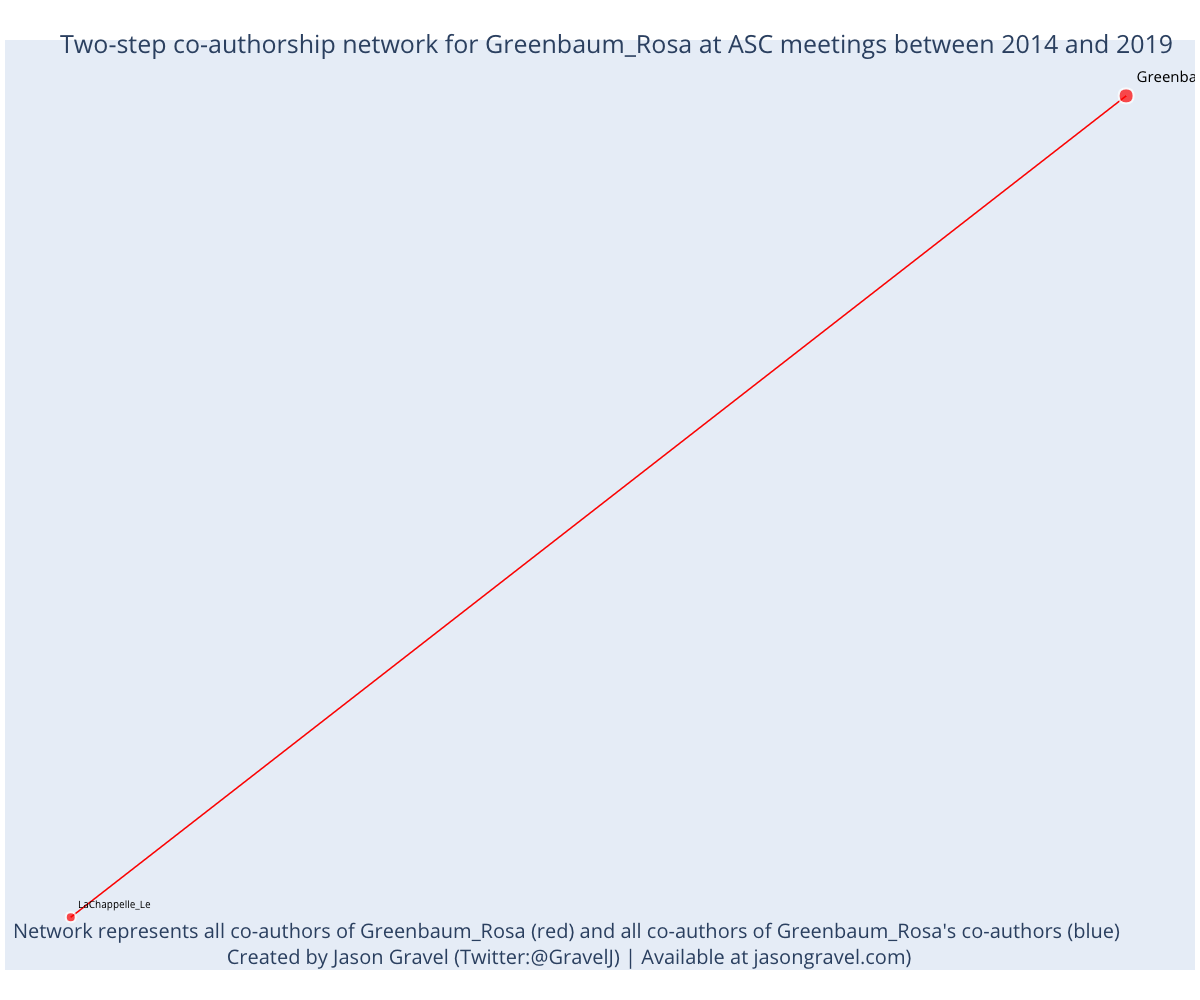 Two-step co-authorship network for Greenbaum_Rosa at ASC meetings between 2014 and 2019
Greenba
LaChappelle_Le
Network represents all co-authors of Greenbaum_Rosa (red) and all co-authors of Greenbaum_Rosa's co-authors (blue)
Created by Jason Gravel (Twitter:@GravelJ) | Available at jasongravel.com)